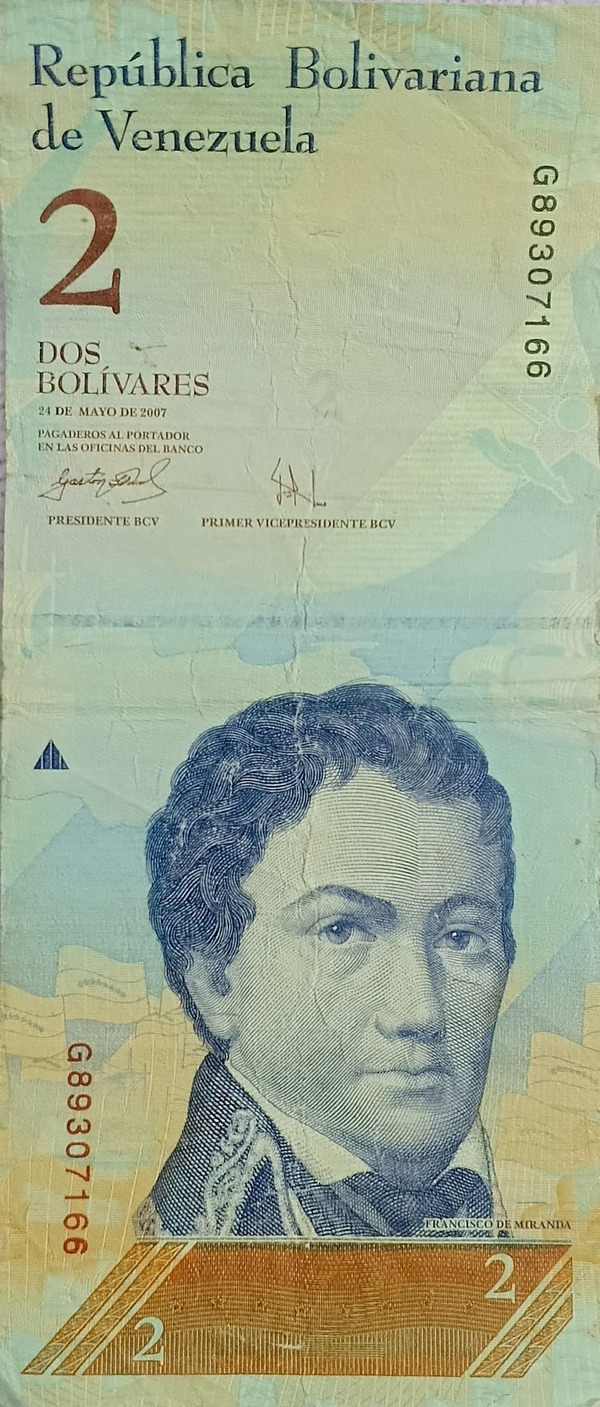 República Bolivariana
de Venezuela
G89307166
2
DOS
BOLÍVARES
24 DE MAYO DE 2007
PAGADEROS AL PORTADOR
EN LAS OFICINAS DEL BANCO
PRESIDENTE BCV
PRIMER VICEPRESIDENTE BCV
G89307166
FRANCISCO DE MIRANDA
2
2